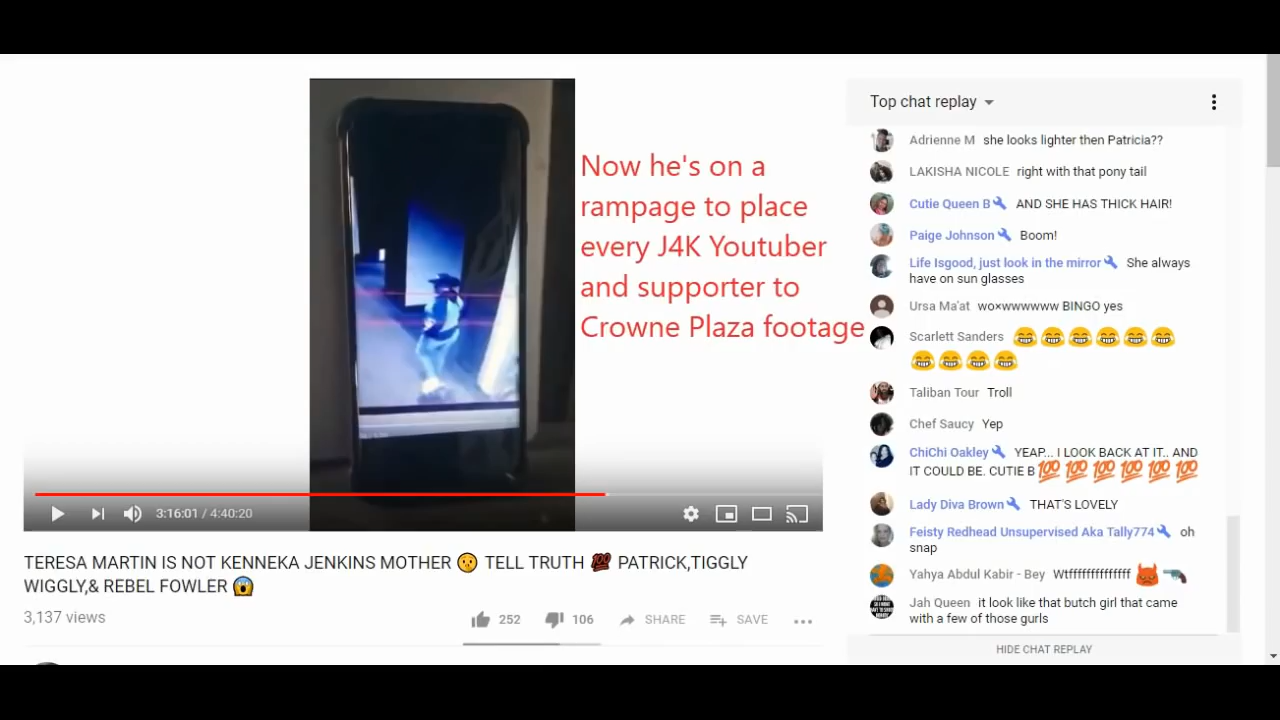 Now he's on a
rampage to place
every J4K Youtuber
and supporter to
Crowne Plaza footage
3:16:01 / 4:40:20
TERESA MARTIN IS NOT KENNEKA JENKINS MOTHER 🤫 TELL TRUTH 💯 PATRICK,TIGGLY
WIGGLY,& REBEL FOWLER 😱
3,137 views
252
106
SHARE
SAVE
Top chat replay
Adrienne M she looks lighter then Patricia??
LAKISHA NICOLE right with that pony tail
Cutie Queen B AND SHE HAS THICK HAIR!
Paige Johnson Boom!
Life Isgood, just look in the mirror She always
have on sun glasses
Ursa Ma'at wo×wwwwww BINGO yes
Scarlett Sanders 😂😂😂😂😂😂
😂😂😂😂
Taliban Tour Troll
Chef Saucy Yep
ChiChi Oakley YEAP... I LOOK BACK AT IT.. AND
IT COULD BE. CUTIE B 💯💯💯💯💯💯
Lady Diva Brown THAT'S LOVELY
Feisty Redhead Unsupervised Aka Tally774 oh
snap
Yahya Abdul Kabir - Bey Wtffffffffffffff 👿🔫
Jah Queen it look like that butch girl that came
with a few of those gurls
HIDE CHAT REPLAY